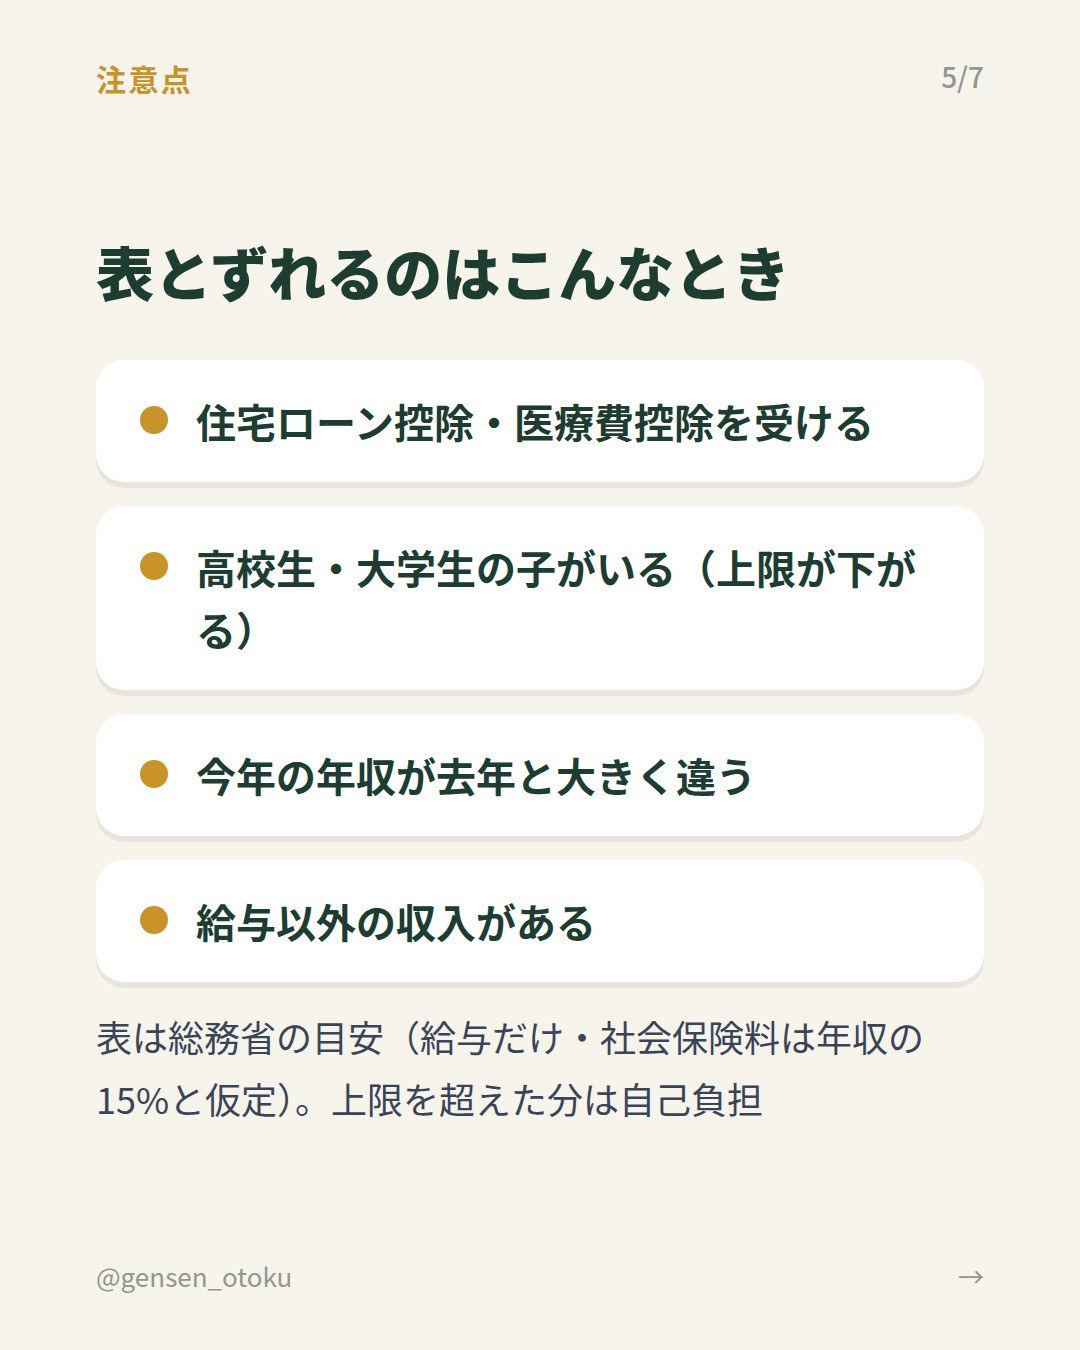 注意点
5/7
表とずれるのはこんなとき
住宅ローン控除・医療費控除を受ける
高校生・大学生の子がいる（上限が下が
る）
今年の年収が去年と大きく違う
給与以外の収入がある
表は総務省の目安（給与だけ・社会保険料は年収の
15%と仮定）。上限を超えた分は自己負担
@gensen_otoku
→